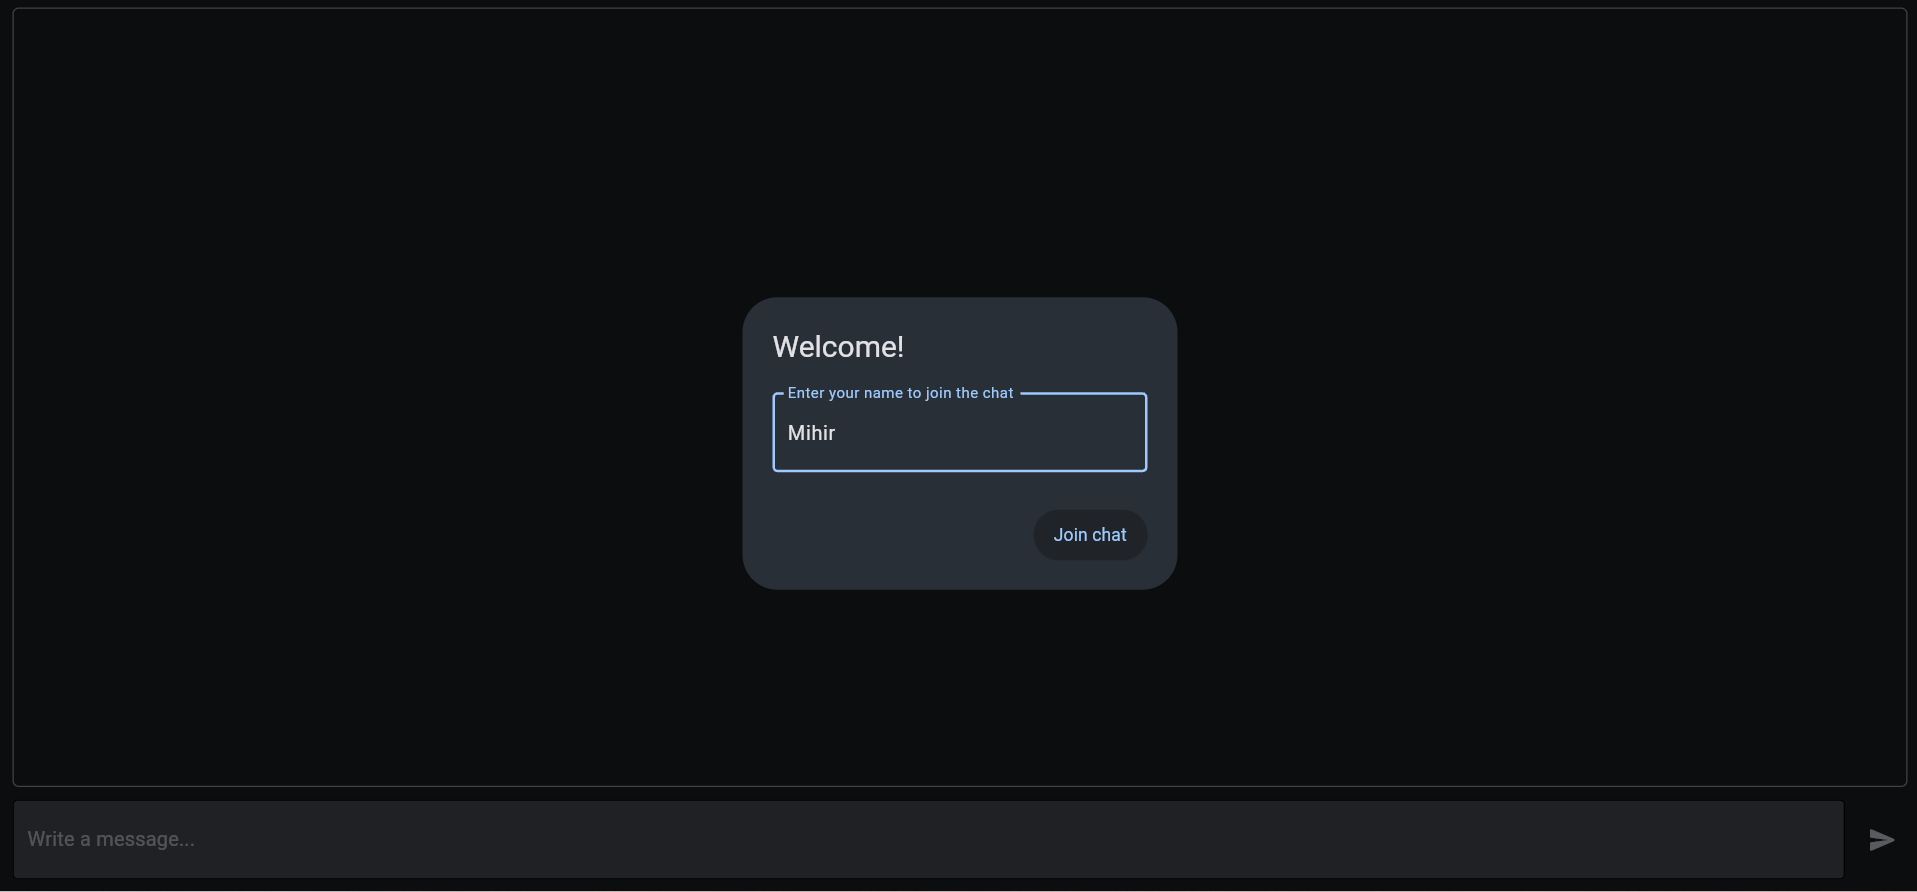 Welcome!
Enter your name to join the chat
Mihir
Join chat
Write a message...